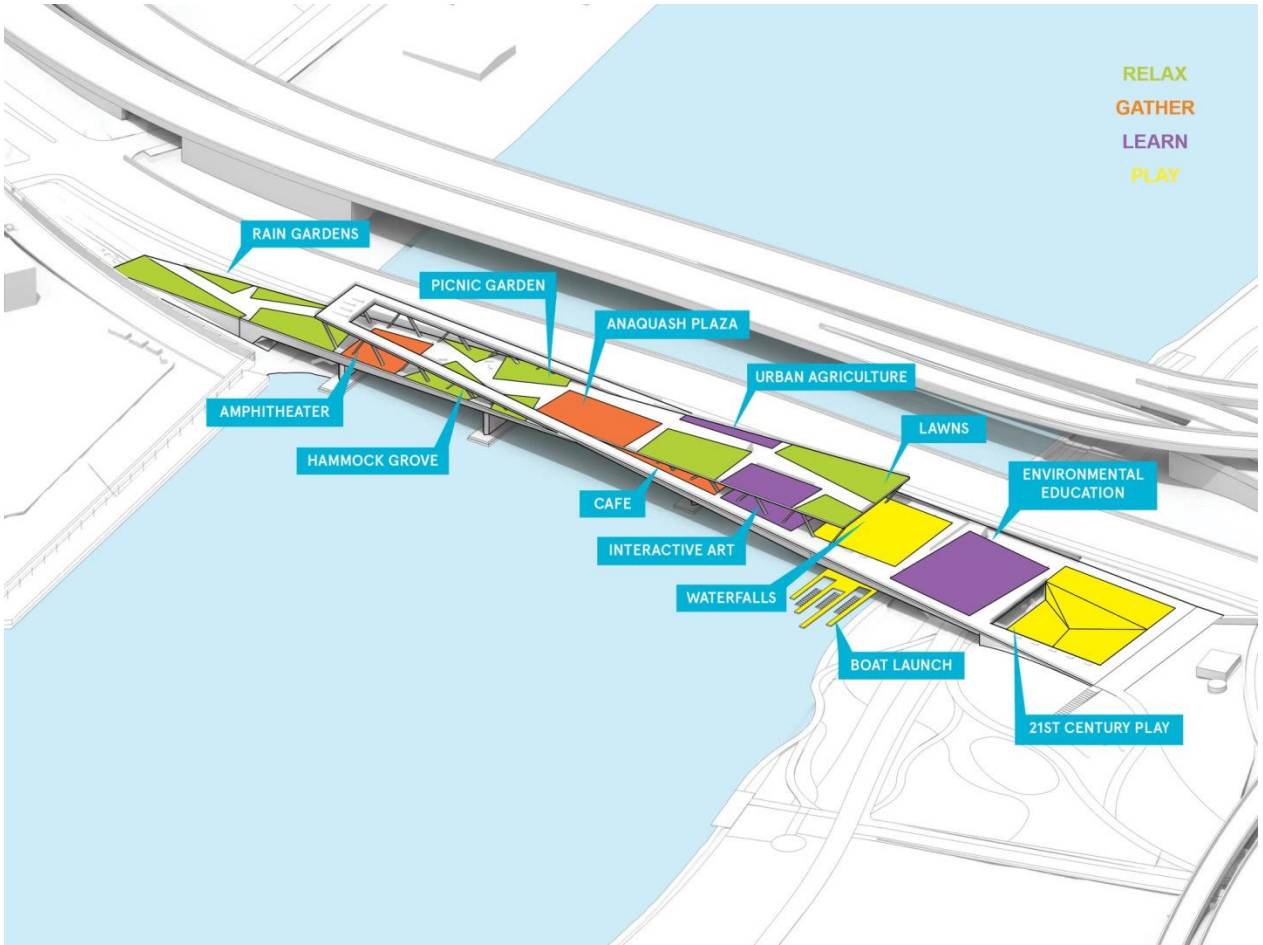 RELAX
GATHER
LEARN
PLAY
RAIN GARDENS
PICNIC GARDEN
ANAQUASH PLAZA
URBAN AGRICULTURE
LAWNS
ENVIRONMENTAL
EDUCATION
AMPHITHEATER
HAMMOCK GROVE
CAFE
INTERACTIVE ART
WATERFALLS
BOAT LAUNCH
21ST CENTURY PLAY